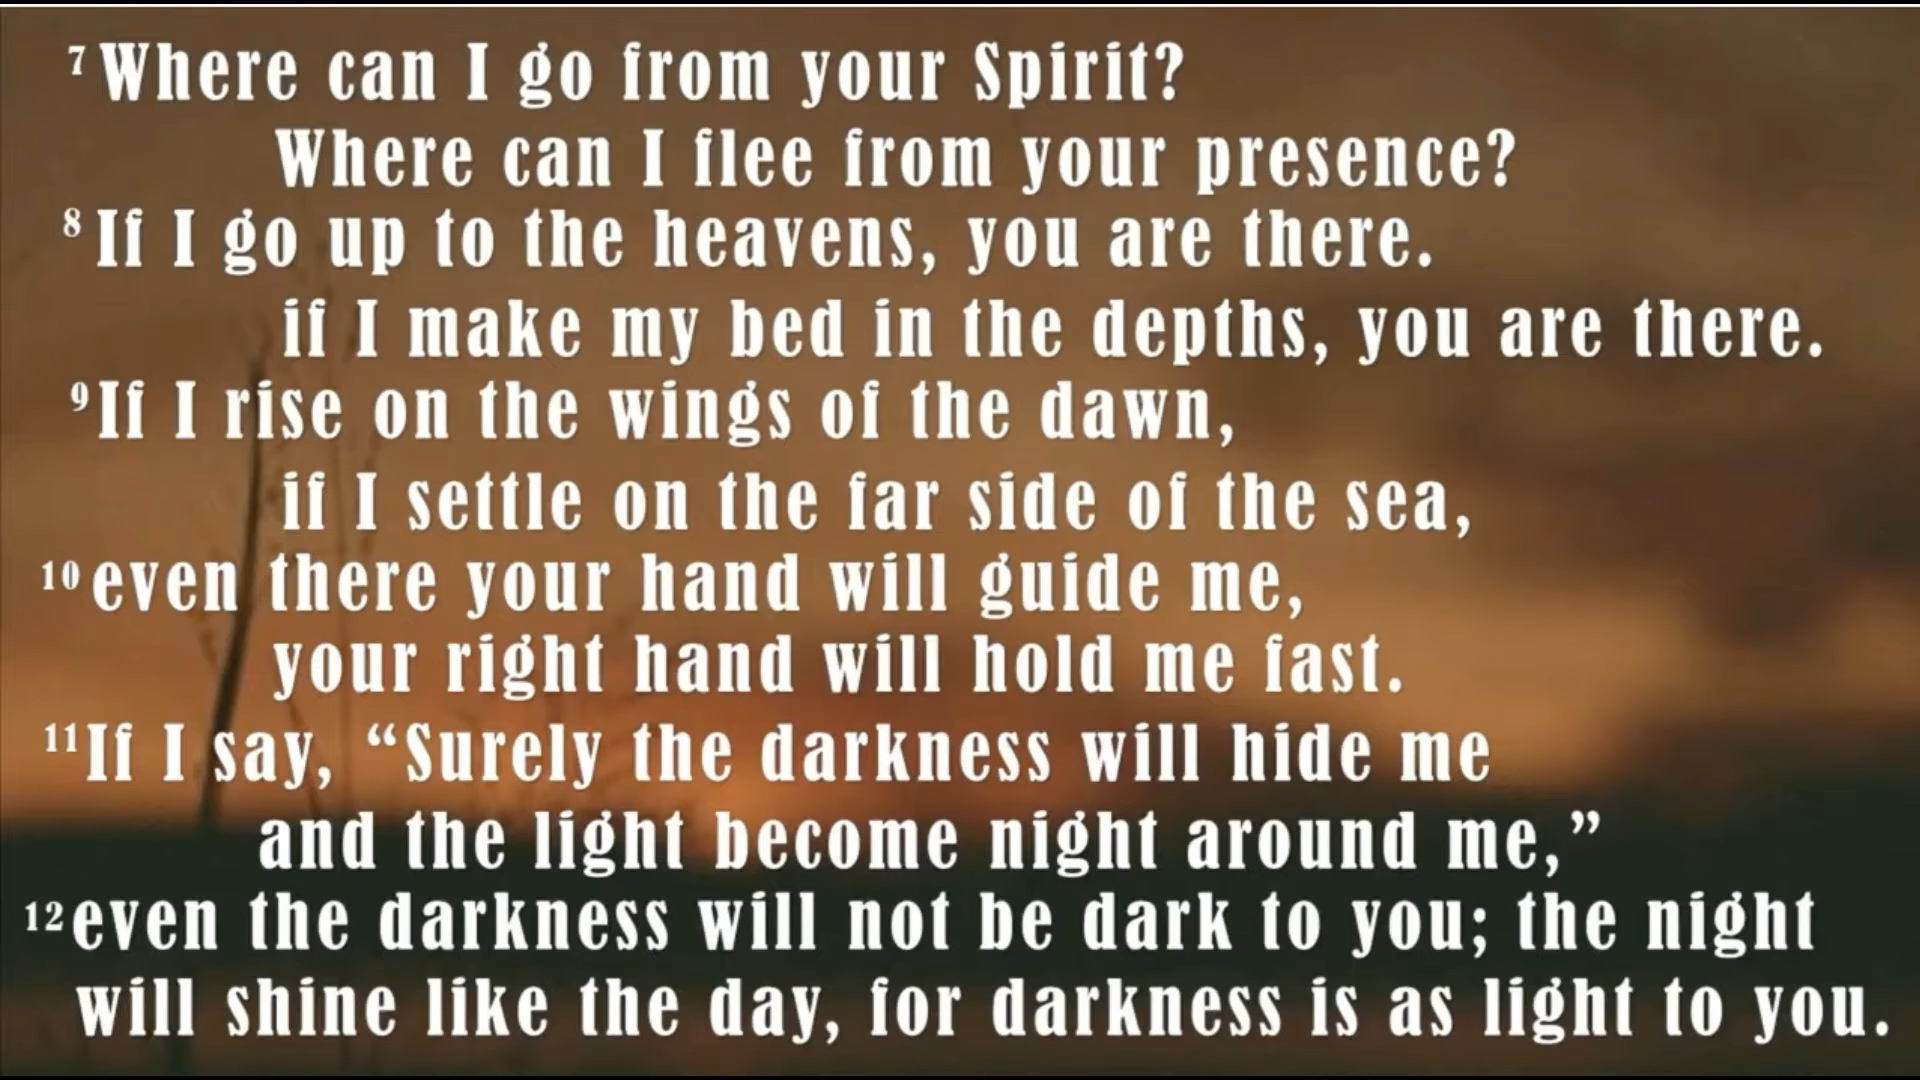 7 Where can I go from your Spirit?
Where can I flee from your presence?
8 If I go up to the heavens, you are there.
if I make my bed in the depths, you are there.
9 If I rise on the wings of the dawn,
if I settle on the far side of the sea,
10 even there your hand will guide me,
your right hand will hold me fast.
11 If I say, “Surely the darkness will hide me
and the light become night around me,”
12 even the darkness will not be dark to you; the night
will shine like the day, for darkness is as light to you.